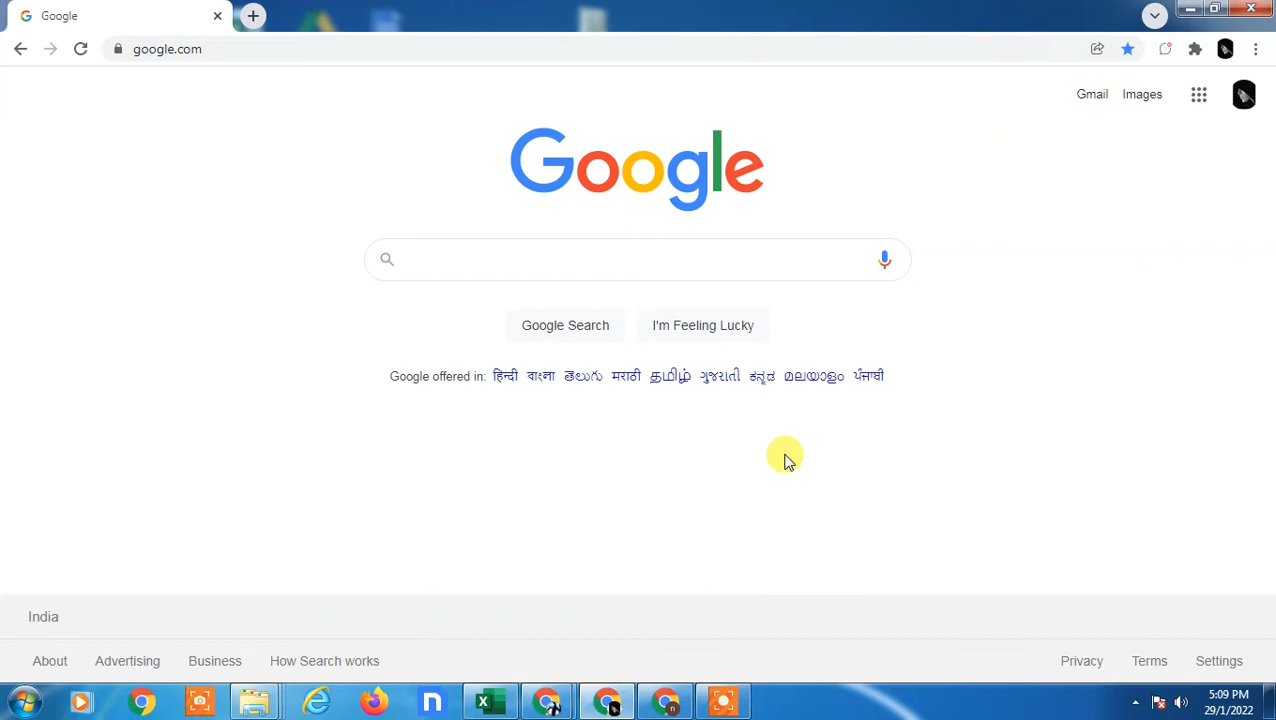 Google
google.com
Gmail Images
Google
Google Search I'm Feeling Lucky
Google offered in: हिन्दी বাংলা తెలుగు मराठी தமிழ் ગુજરાતી ಕನ್ನಡ മലയാളം ਪੰਜਾਬੀ
India
About Advertising Business How Search works Privacy Terms Settings
5:09 PM
29/1/2022